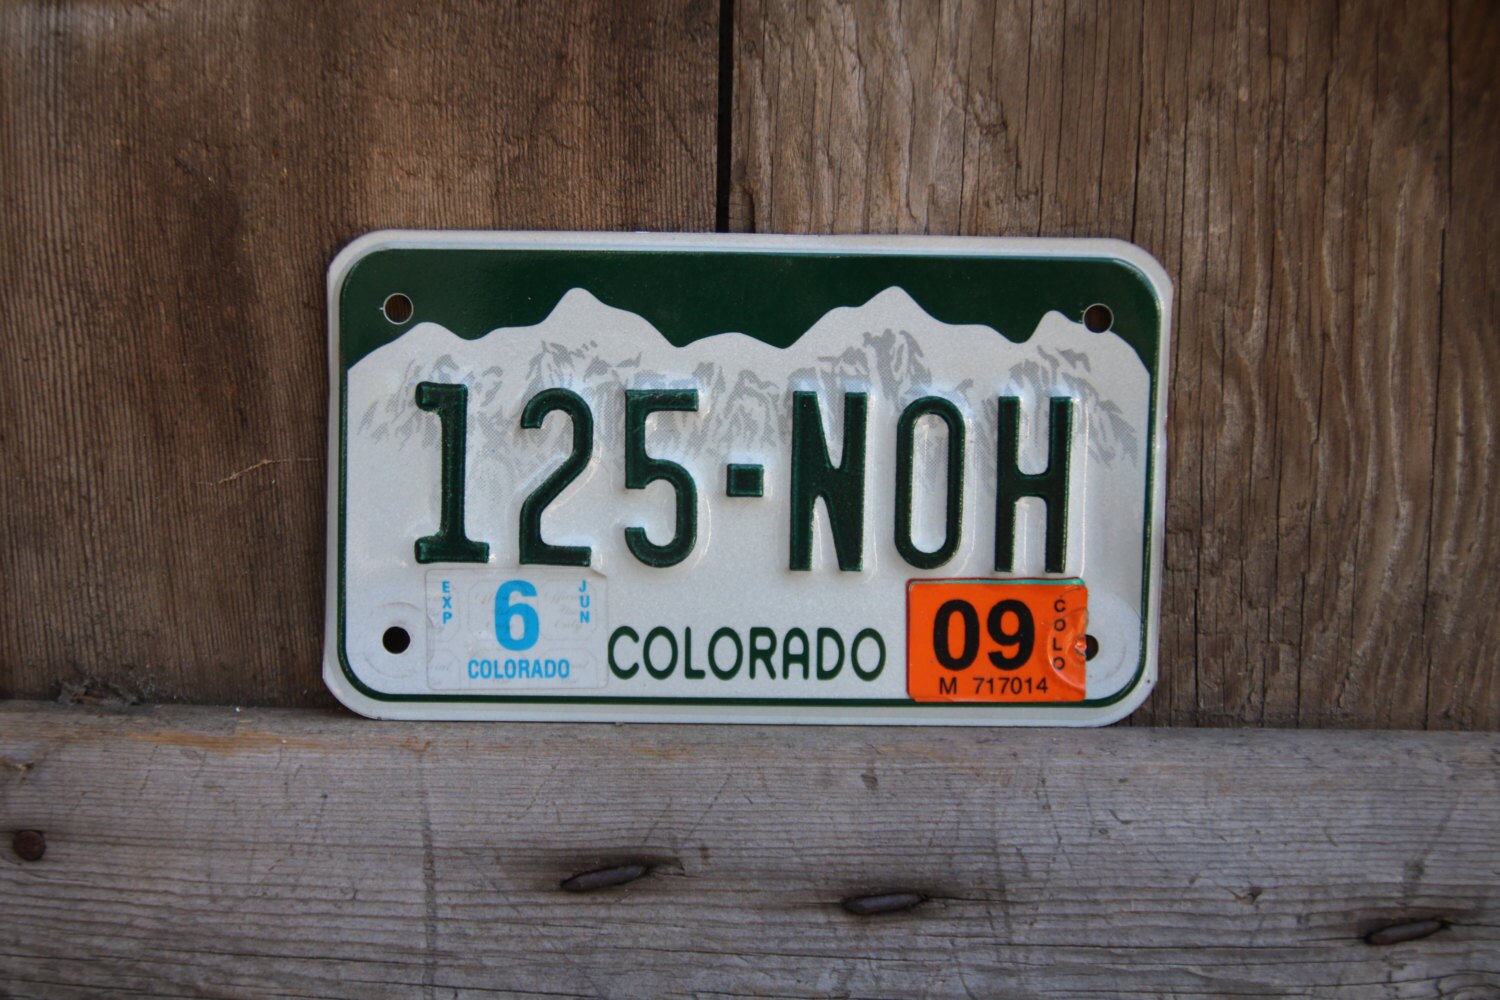 125-NOH
EXP 6 JUN
COLORADO
COLORADO
09 COLO
M 717014